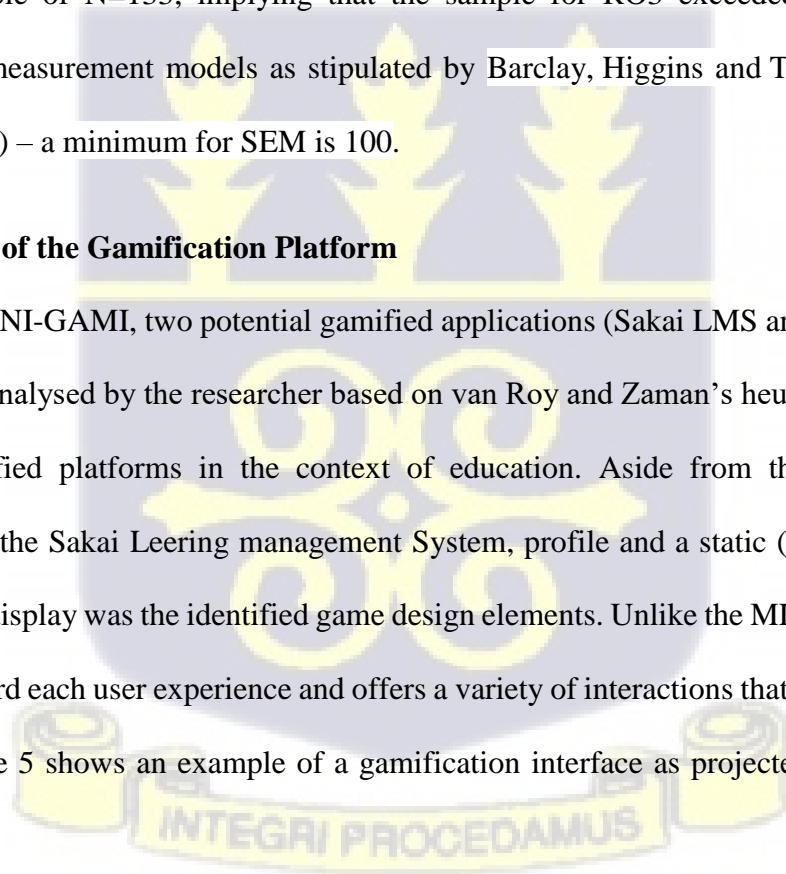 of N=133, implying that the sample for RO3 exceeded
measurement models as stipulated by Barclay, Higgins and T
) – a minimum for SEM is 100.
of the Gamification Platform
NI-GAMI, two potential gamified applications (Sakai LMS an
nalysed by the researcher based on van Roy and Zaman’s heu
fied platforms in the context of education. Aside from th
the Sakai Leering management System, profile and a static (
display was the identified game design elements. Unlike the MI
rd each user experience and offers a variety of interactions that
e 5 shows an example of a gamification interface as projecte
INTEGRI PROCEDAMUS